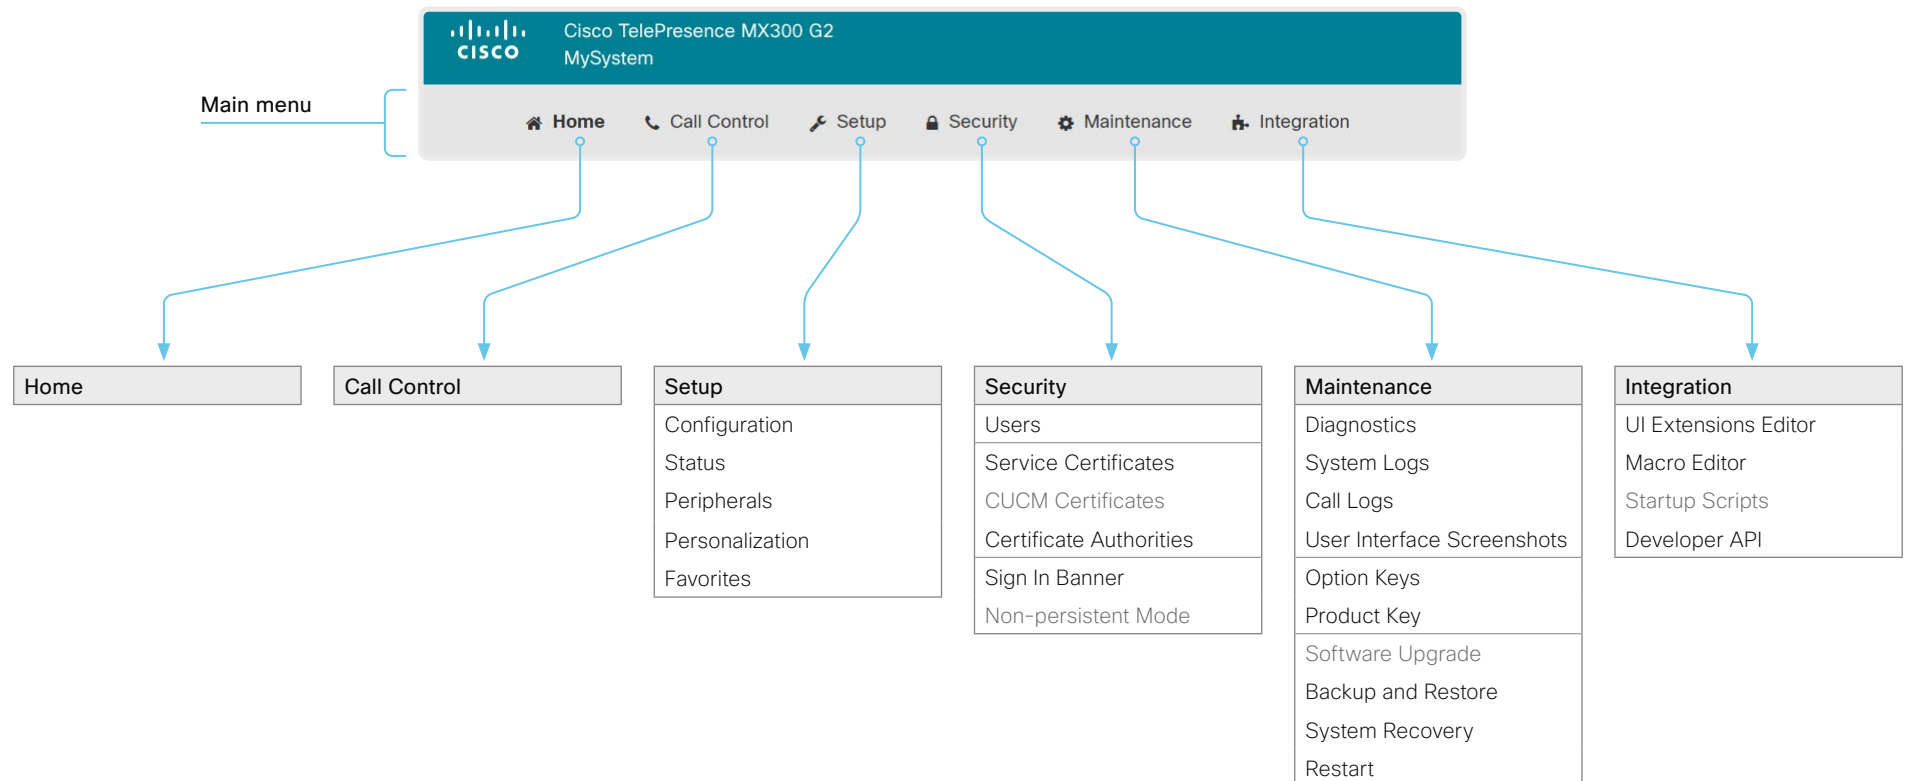 CISCO
Cisco TelePresence MX300 G2
MySystem
Main menu
Home
Call Control
Setup
Security
Maintenance
Integration
Home
Call Control
Setup
Configuration
Status
Peripherals
Personalization
Favorites
Security
Users
Service Certificates
CUCM Certificates
Certificate Authorities
Sign In Banner
Non-persistent Mode
Maintenance
Diagnostics
System Logs
Call Logs
User Interface Screenshots
Option Keys
Product Key
Software Upgrade
Backup and Restore
System Recovery
Restart
Integration
UI Extensions Editor
Macro Editor
Startup Scripts
Developer API